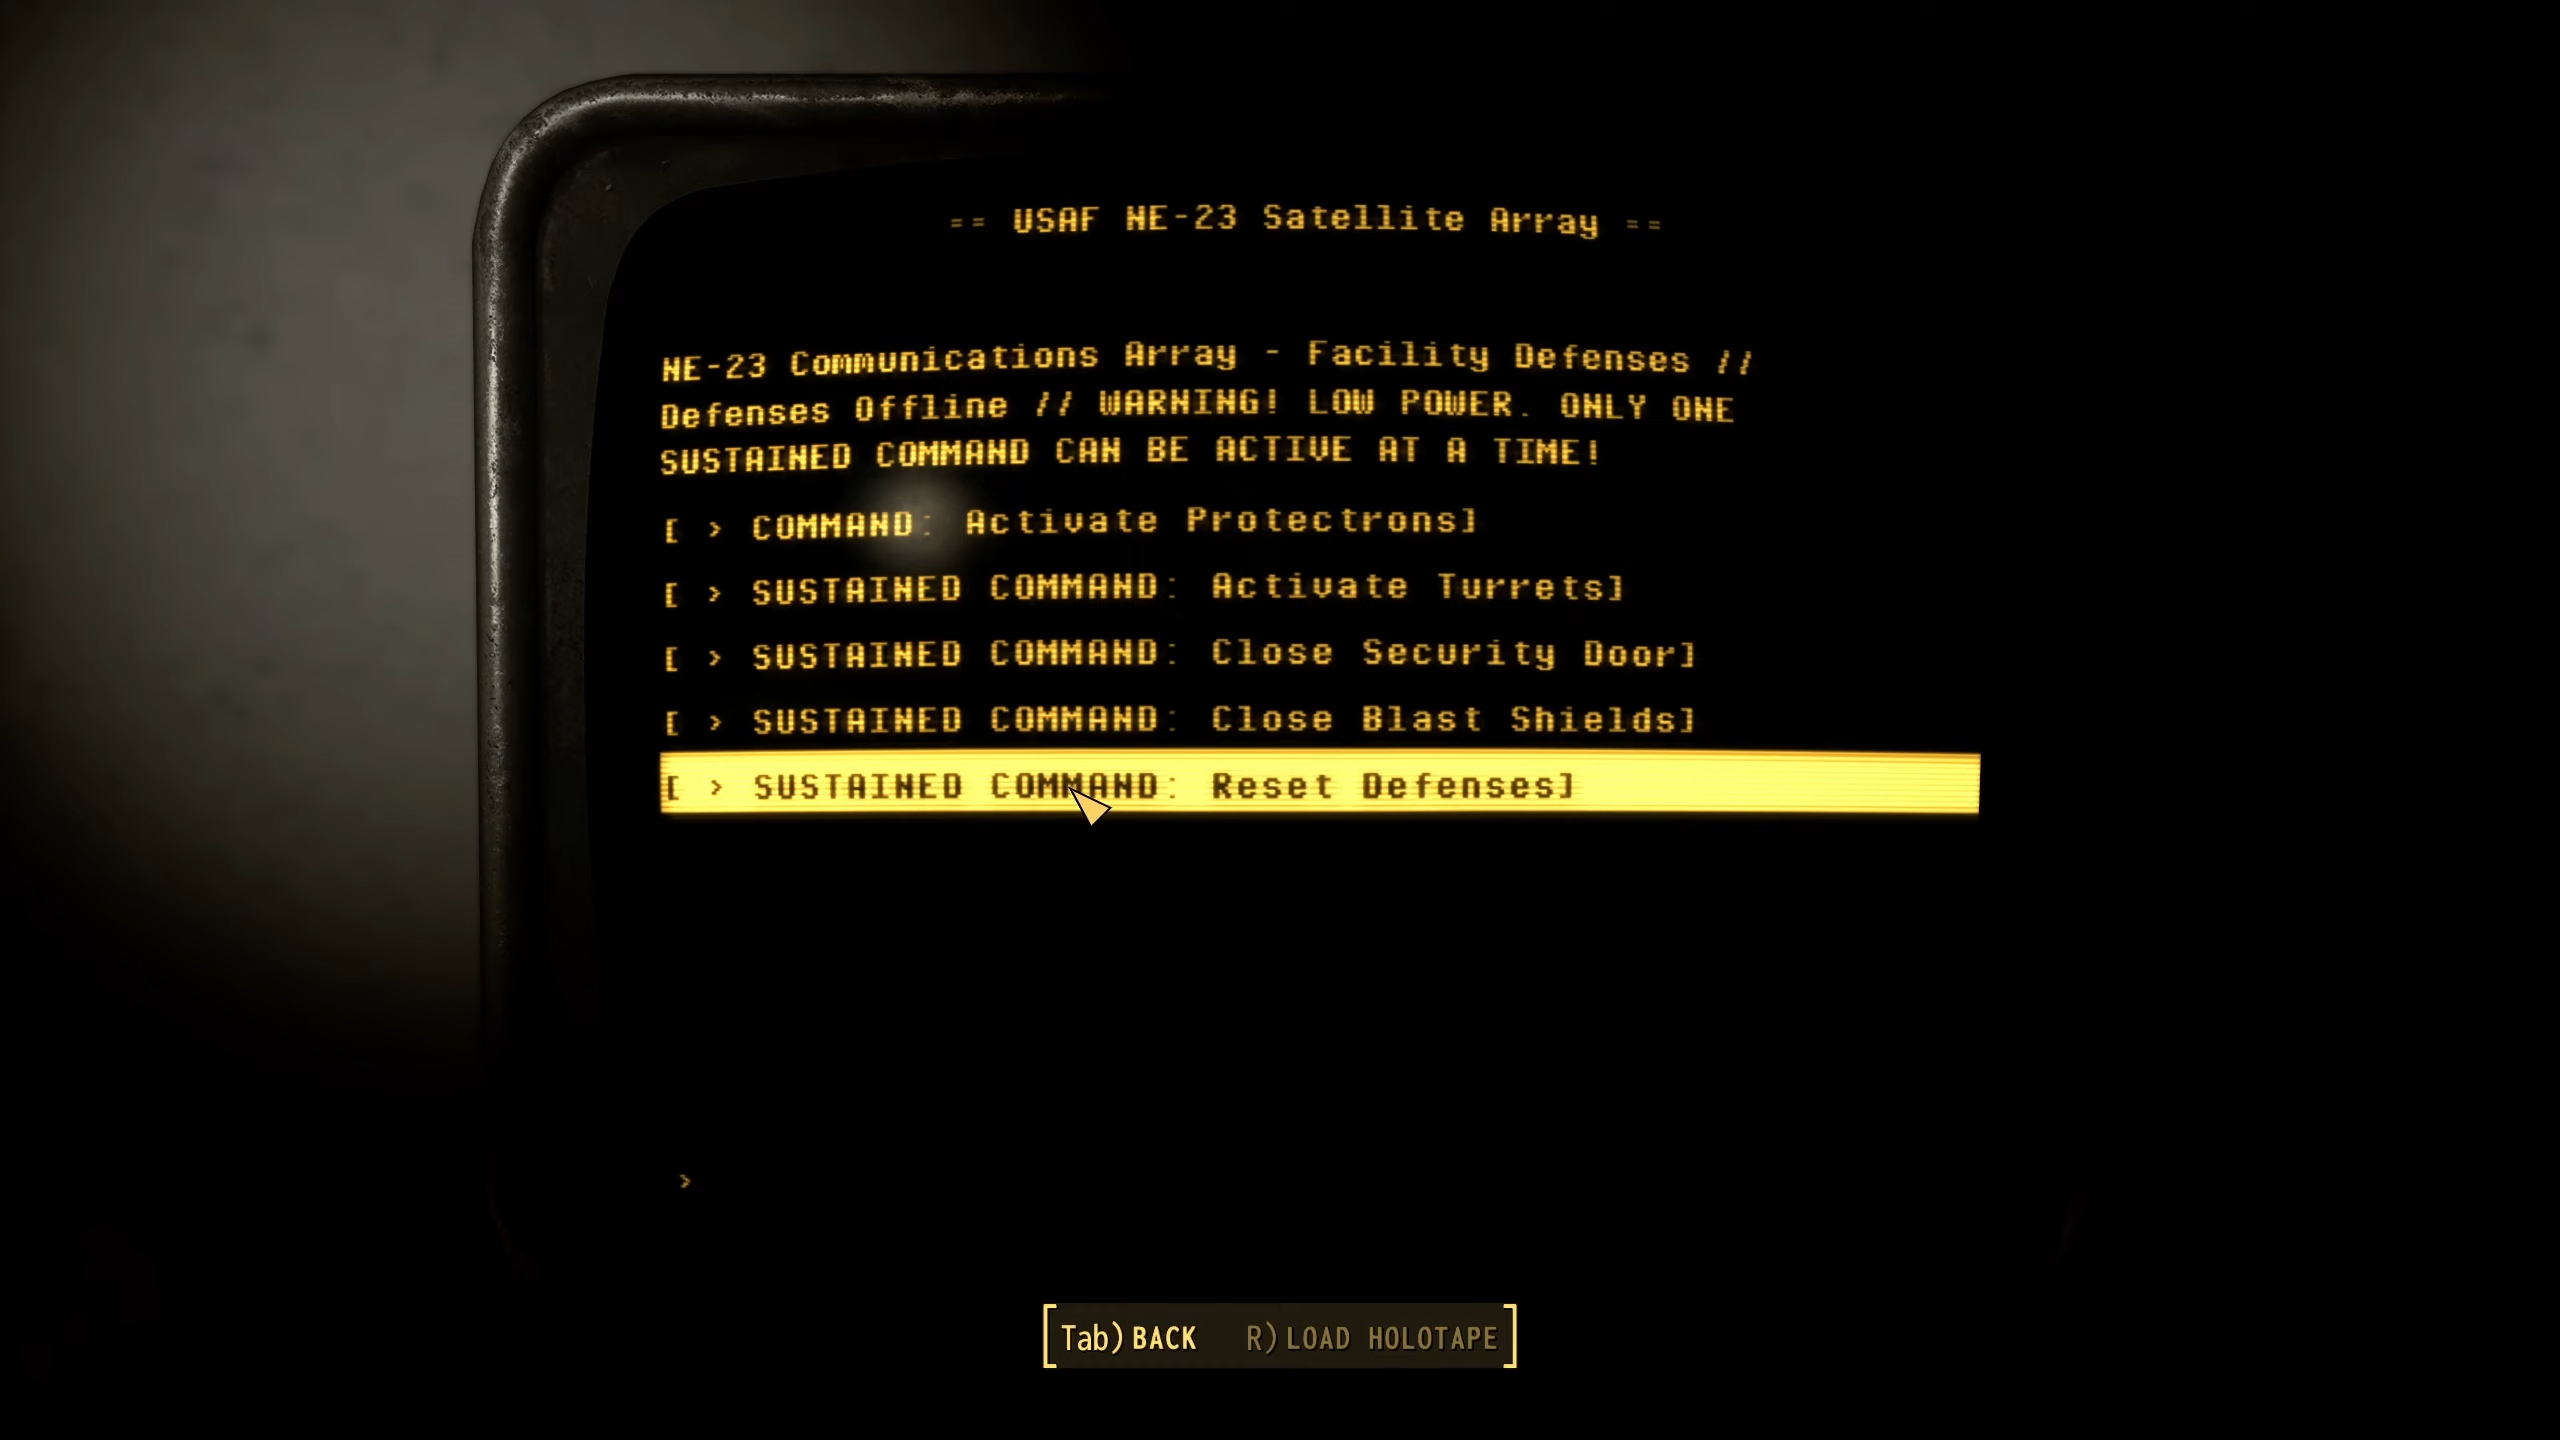 == USAF NE-23 Satellite Array ==
NE-23 Communications Array - Facility Defenses //
Defenses Offline // WARNING! LOW POWER. ONLY ONE
SUSTAINED COMMAND CAN BE ACTIVE AT A TIME!
[ > COMMAND: Activate Protectrons]
[ > SUSTAINED COMMAND: Activate Turrets]
[ > SUSTAINED COMMAND: Close Security Door]
[ > SUSTAINED COMMAND: Close Blast Shields]
[ > SUSTAINED COMMAND: Reset Defenses]
>
Tab) BACK R) LOAD HOLOTAPE